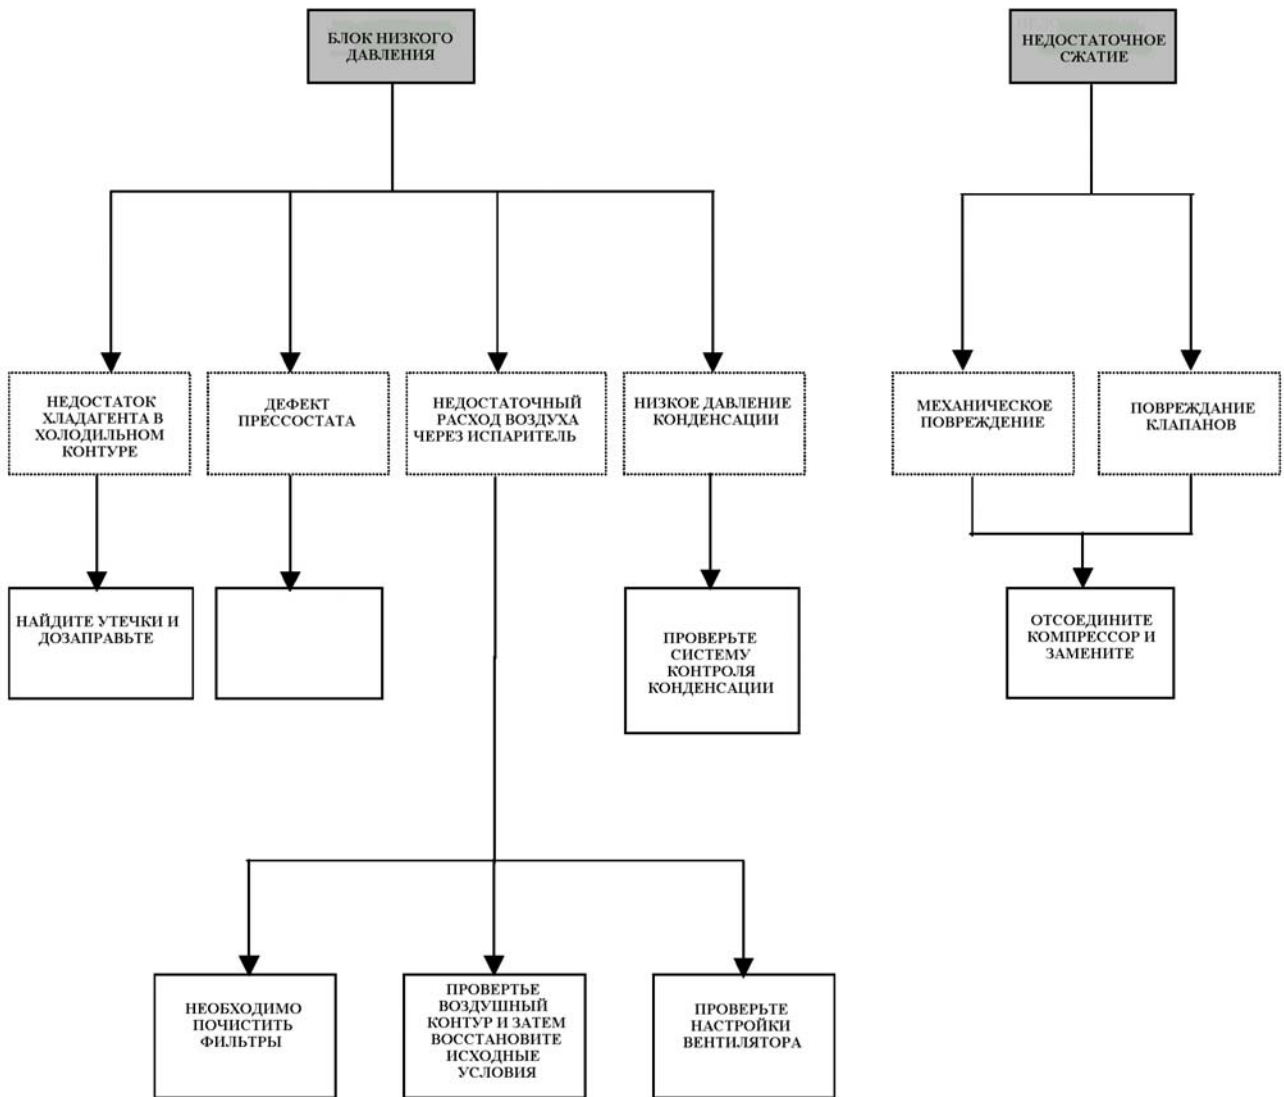 БЛОК НИЗКОГО
ДАВЛЕНИЯ
НЕДОСТАТОЧНОЕ
СЖАТИЕ
НЕДОСТАТОК
ХЛАДАГЕНТА В
ХОЛОДИЛЬНОМ
КОНТУРЕ
ДЕФЕКТ
ПРЕССОСТАТА
НЕДОСТАТОЧНЫЙ
РАСХОД ВОЗДУХА
ЧЕРЕЗ ИСПАРИТЕЛЬ
НИЗКОЕ ДАВЛЕНИЕ
КОНДЕНСАЦИИ
МЕХАНИЧЕСКОЕ
ПОВРЕЖДЕНИЕ
ПОВРЕЖДАНИЕ
КЛАПАНОВ
НАЙДИТЕ УТЕЧКИ И
ДОЗАПРАВЬТЕ
ПРОВЕРЬТЕ
СИСТЕМУ
КОНТРОЛЯ
КОНДЕНСАЦИИ
ОТСОЕДИНИТЕ
КОМПРЕССОР И
ЗАМЕНИТЕ
НЕОБХОДИМО
ПОЧИСТИТЬ
ФИЛЬТРЫ
ПРОВЕРТЬЕ
ВОЗДУШНЫЙ
КОНТУР И ЗАТЕМ
ВОССТАНОВИТЕ
ИСХОДНЫЕ
УСЛОВИЯ
ПРОВЕРЬТЕ
НАСТРОЙКИ
ВЕНТИЛЯТОРА